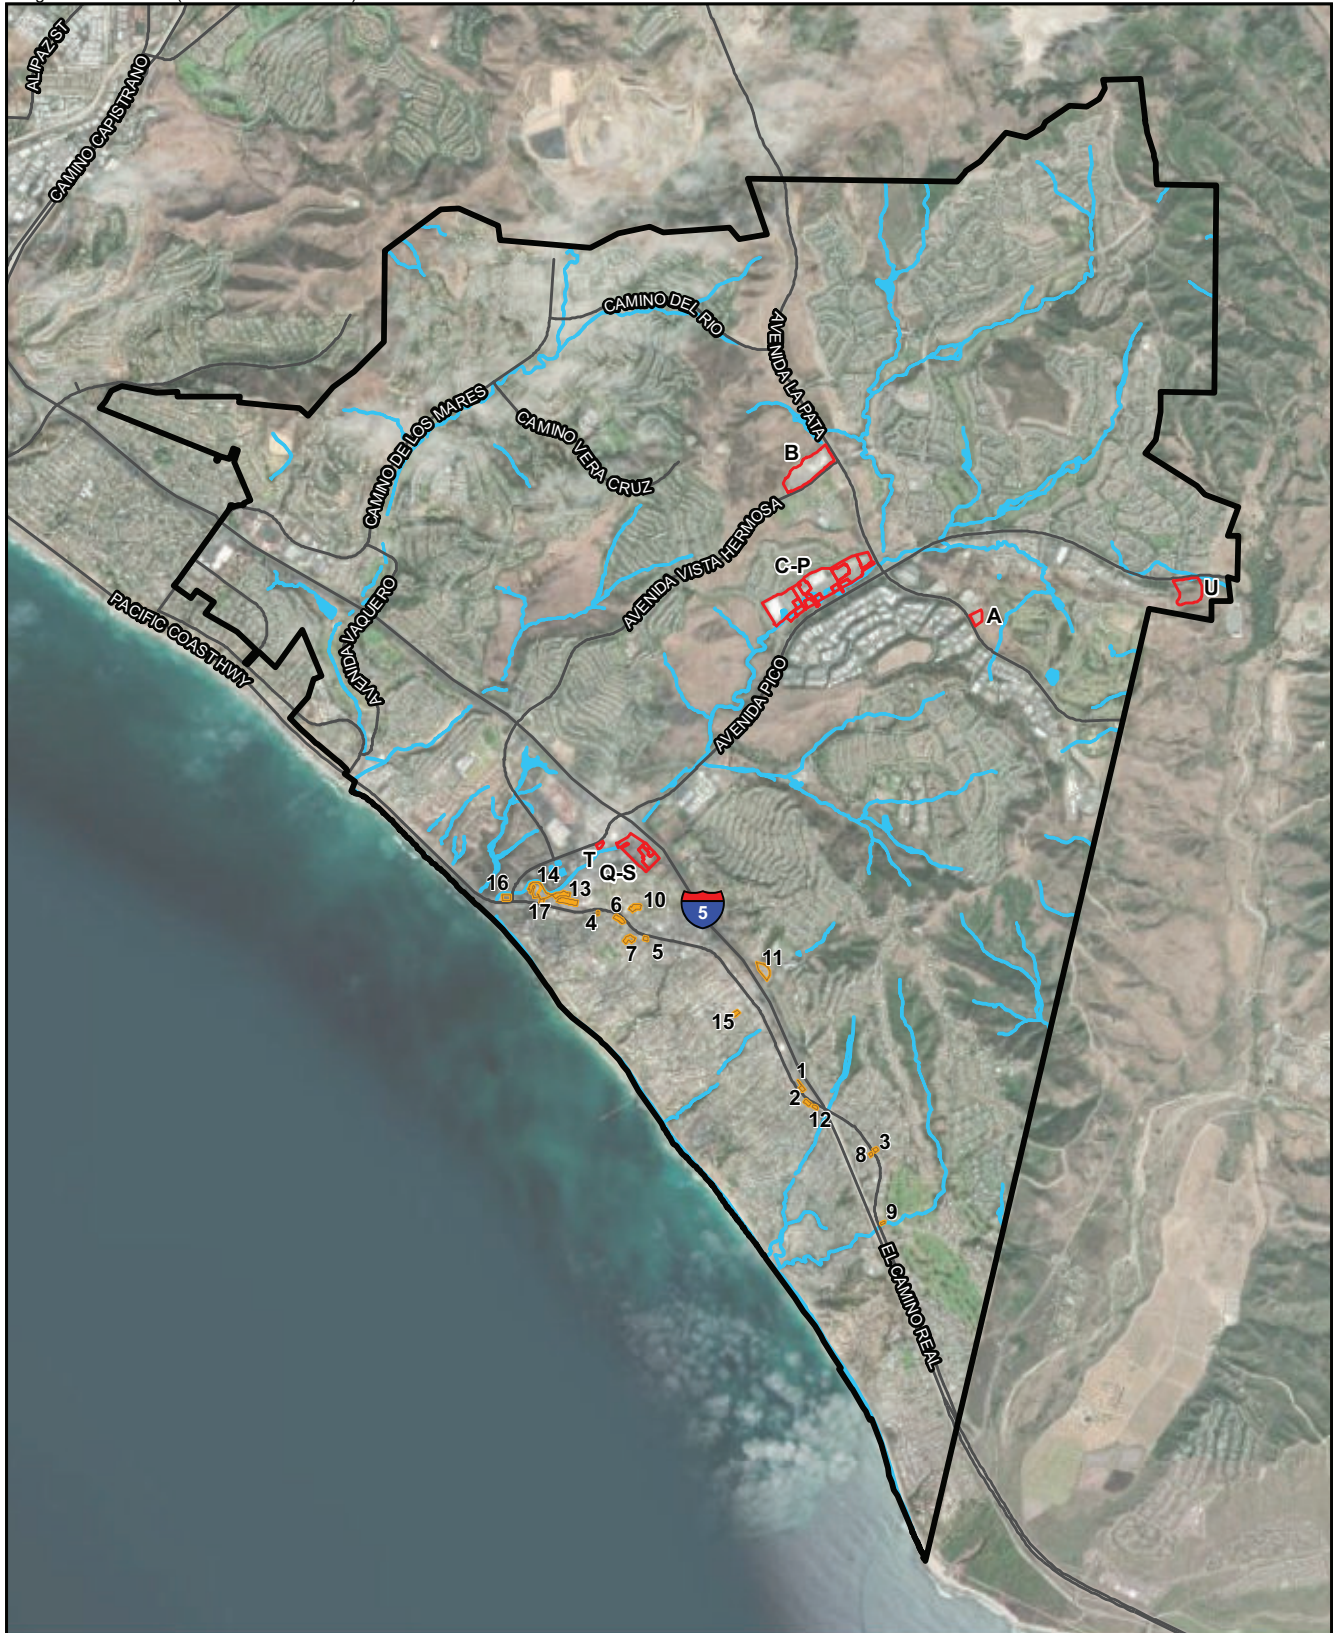 ALIPAZ ST
CAMINO CAPISTRANO
CAMINO DEL RIO
AVENIDA LA PATA
CAMINO DE LOS MARES
CAMINO VERA CRUZ
B
AVENIDA VISTA HERMOSA
C-P
U
A
PACIFIC COAST HWY
AVENIDA VAQUERO
AVENIDA PICO
T
Q-S
16
14
13
17
4
6
10
5
7
5
11
15
1
2
12
3
8
9
EL CAMINO REAL